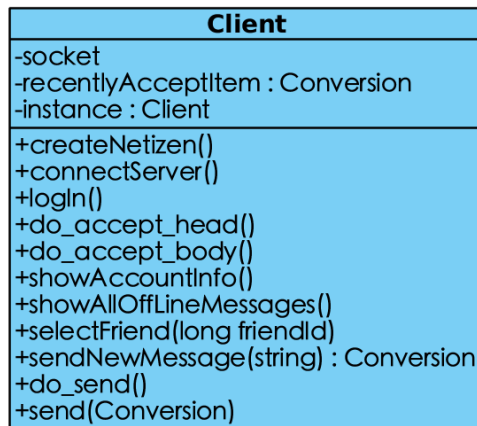 Client
-socket
-recentlyAcceptItem : Conversion
-instance : Client
+createNetizen()
+connectServer()
+logIn()
+do_accept_head()
+do_accept_body()
+showAccountInfo()
+showAllOffLineMessages()
+selectFriend(long friendId)
+sendNewMessage(string) : Conversion
+do_send()
+send(Conversion)